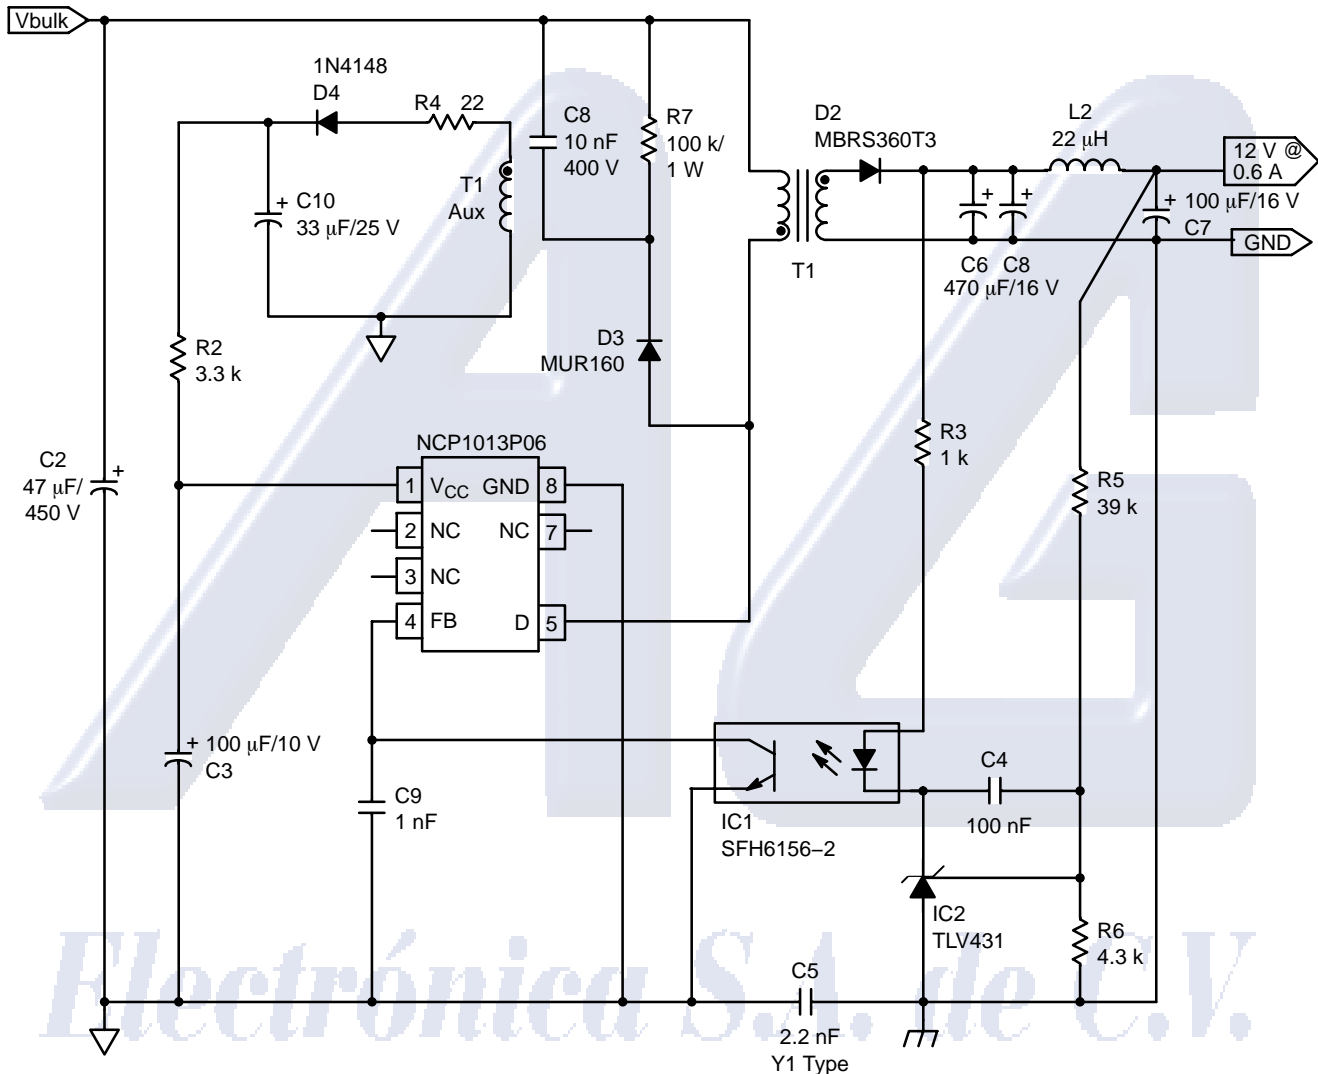 Vbulk
1N4148
D4
R4 22
C8
10 nF
400 V
R7
100 k/
1 W
D2
MBRS360T3
L2
22 µH
12 V @
0.6 A
T1
Aux
+ C10
33 µF/25 V
+
+
+ 100 µF/16 V
C7
GND
C6 C8
470 µF/16 V
T1
R2
3.3 k
D3
MUR160
NCP1013P06
R3
1 k
C2
47 µF/
450 V
+
1 VCC GND 8
2 NC NC 7
3 NC
4 FB D 5
R5
39 k
+ 100 µF/10 V
C3
C9
1 nF
IC1
SFH6156–2
C4
100 nF
IC2
TLV431
R6
4.3 k
C5
2.2 nF
Y1 Type
AG
Electrónica S.A. de C.V.